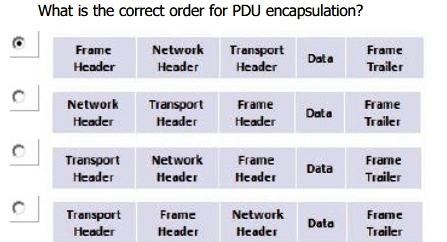 What is the correct order for PDU encapsulation?
Frame Header Network Header Transport Header Data Frame Trailer
Network Header Transport Header Frame Header Data Frame Trailer
Transport Header Network Header Frame Header Data Frame Trailer
Transport Header Frame Header Network Header Data Frame Trailer